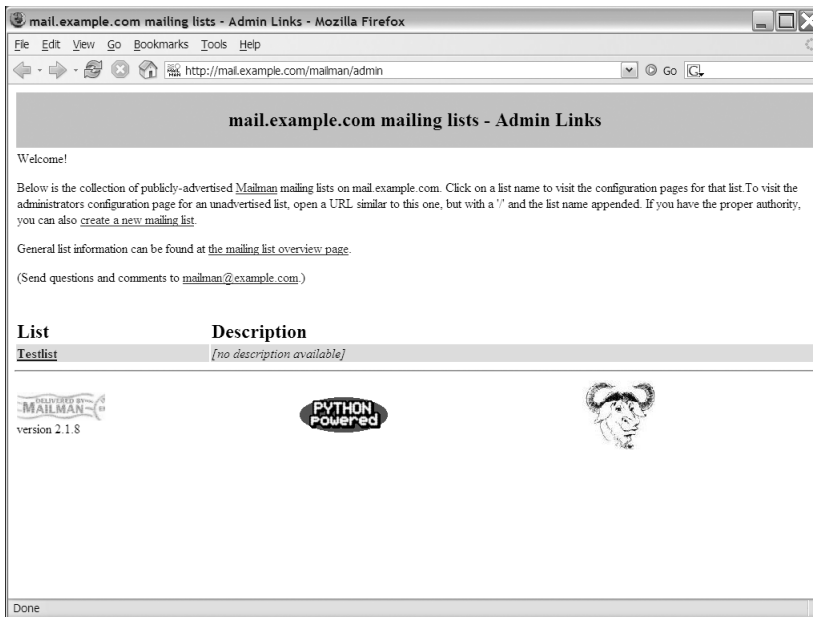 mail.example.com mailing lists - Admin Links - Mozilla Firefox
File Edit View Go Bookmarks Tools Help
http://mail.example.com/mailman/admin Go
mail.example.com mailing lists - Admin Links
Welcome!
Below is the collection of publicly-advertised Mailman mailing lists on mail.example.com. Click on a list name to visit the configuration pages for that list.To visit the
administrators configuration page for an unadvertised list, open a URL similar to this one, but with a '/' and the list name appended. If you have the proper authority,
you can also create a new mailing list.
General list information can be found at the mailing list overview page.
(Send questions and comments to mailman@example.com.)
List Description
Testlist [no description available]
DELIVERED BY
MAILMAN
PYTHON
Powered
version 2.1.8
Done